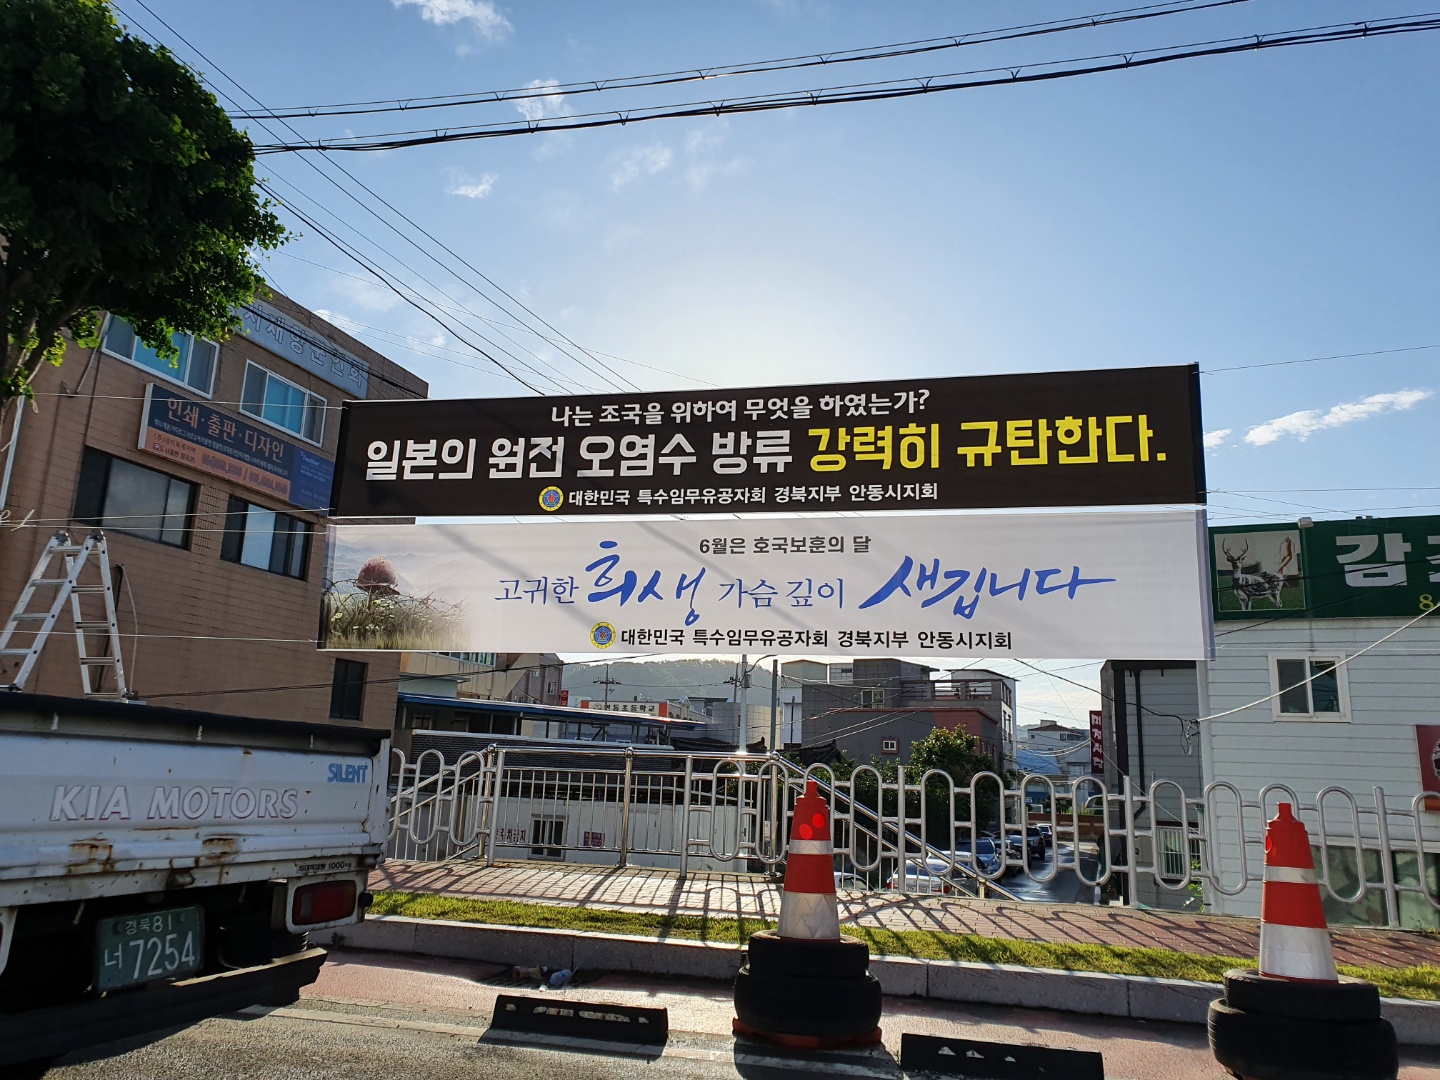 재향군인회
인쇄·출판·디자인
나는 조국을 위하여 무엇을 하였는가?
일본의 원전 오염수 방류 강력히 규탄한다.
대한민국 특수임무유공자회 경북지부 안동시지회
6월은 호국보훈의 달
고귀한 희생 가슴 깊이 새깁니다
대한민국 특수임무유공자회 경북지부 안동시지회
SILENT
KIA MOTORS
경북81
너 7254